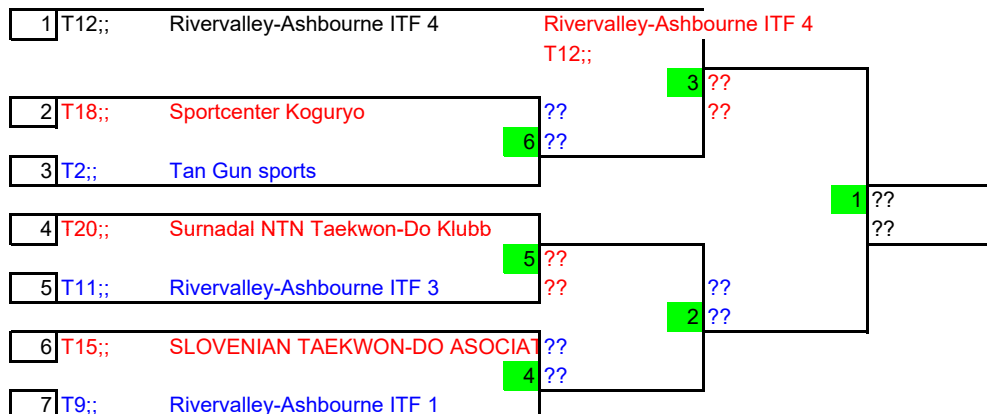 1 T12;; Rivervalley-Ashbourne ITF 4 Rivervalley-Ashbourne ITF 4
T12;;
3 ??
2 T18;; Sportcenter Koguryo ?? ??
6 ??
3 T2;; Tan Gun sports
1 ??
4 T20;; Surnadal NTN Taekwon-Do Klubb ??
5 ??
5 T11;; Rivervalley-Ashbourne ITF 3 ?? ??
2 ??
6 T15;; SLOVENIAN TAEKWON-DO ASOCIAT ??
4 ??
7 T9;; Rivervalley-Ashbourne ITF 1